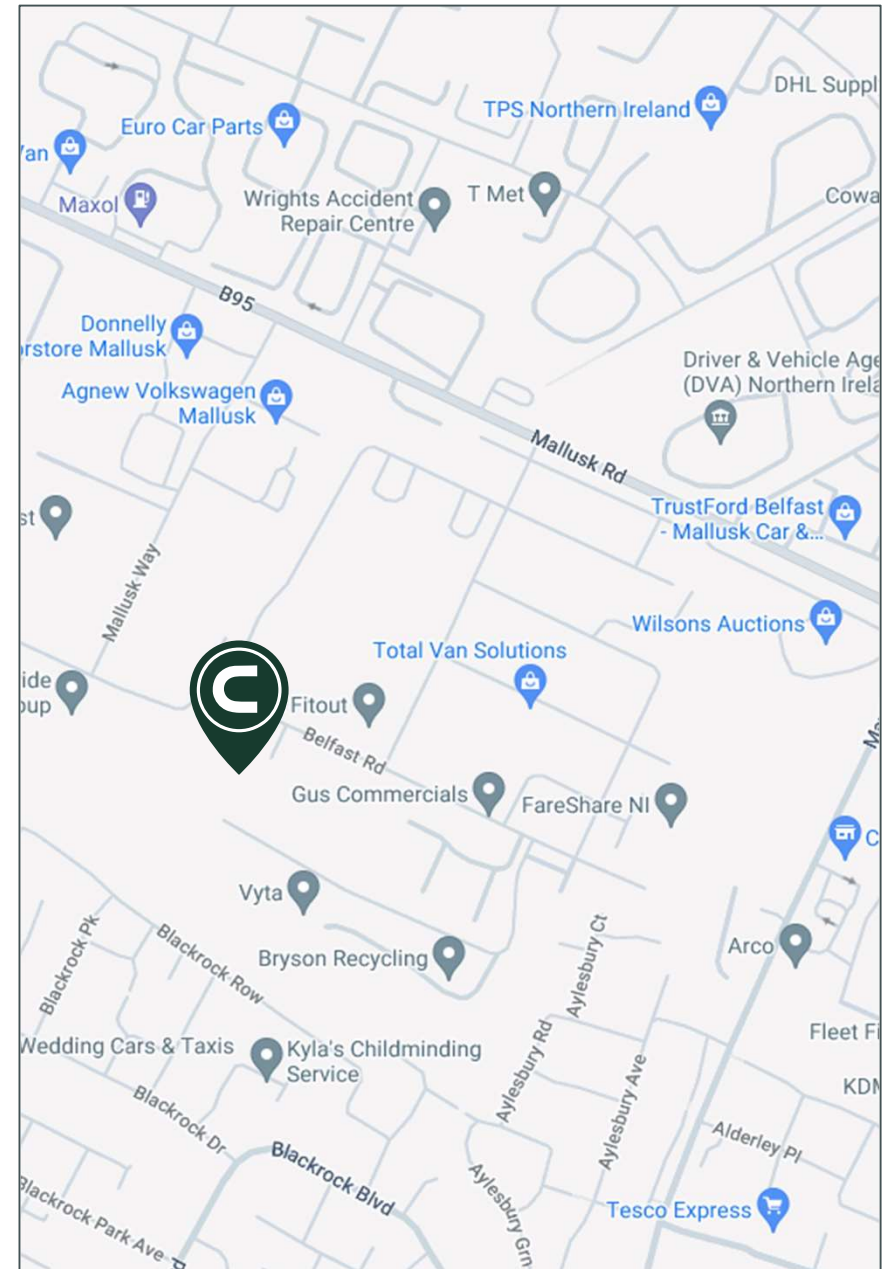 DHL Suppl
TPS Northern Ireland
Euro Car Parts
an
Maxol
Wrights Accident
Repair Centre
T Met
Cowa
B95
Donnelly
rstore Mallusk
Driver & Vehicle Age
(DVA) Northern Irela
Agnew Volkswagen
Mallusk
Mallusk Rd
TrustFord Belfast
- Mallusk Car &...
st
Mallusk Way
Wilsons Auctions
Total Van Solutions
ide
oup
C
Fitout
Belfast Rd
Ma
Gus Commercials
FareShare NI
C
Vyta
Blackrock Pk
Blackrock Row
Bryson Recycling
Aylesbury Ct
Arco
Wedding Cars & Taxis
Kyla's Childminding
Service
Aylesbury Rd
Aylesbury Ave
Fleet Fi
KDM
Blackrock Dr
Blackrock Blvd
Alderley Pl
Aylesbury Grn
Blackrock Park Ave
Tesco Express